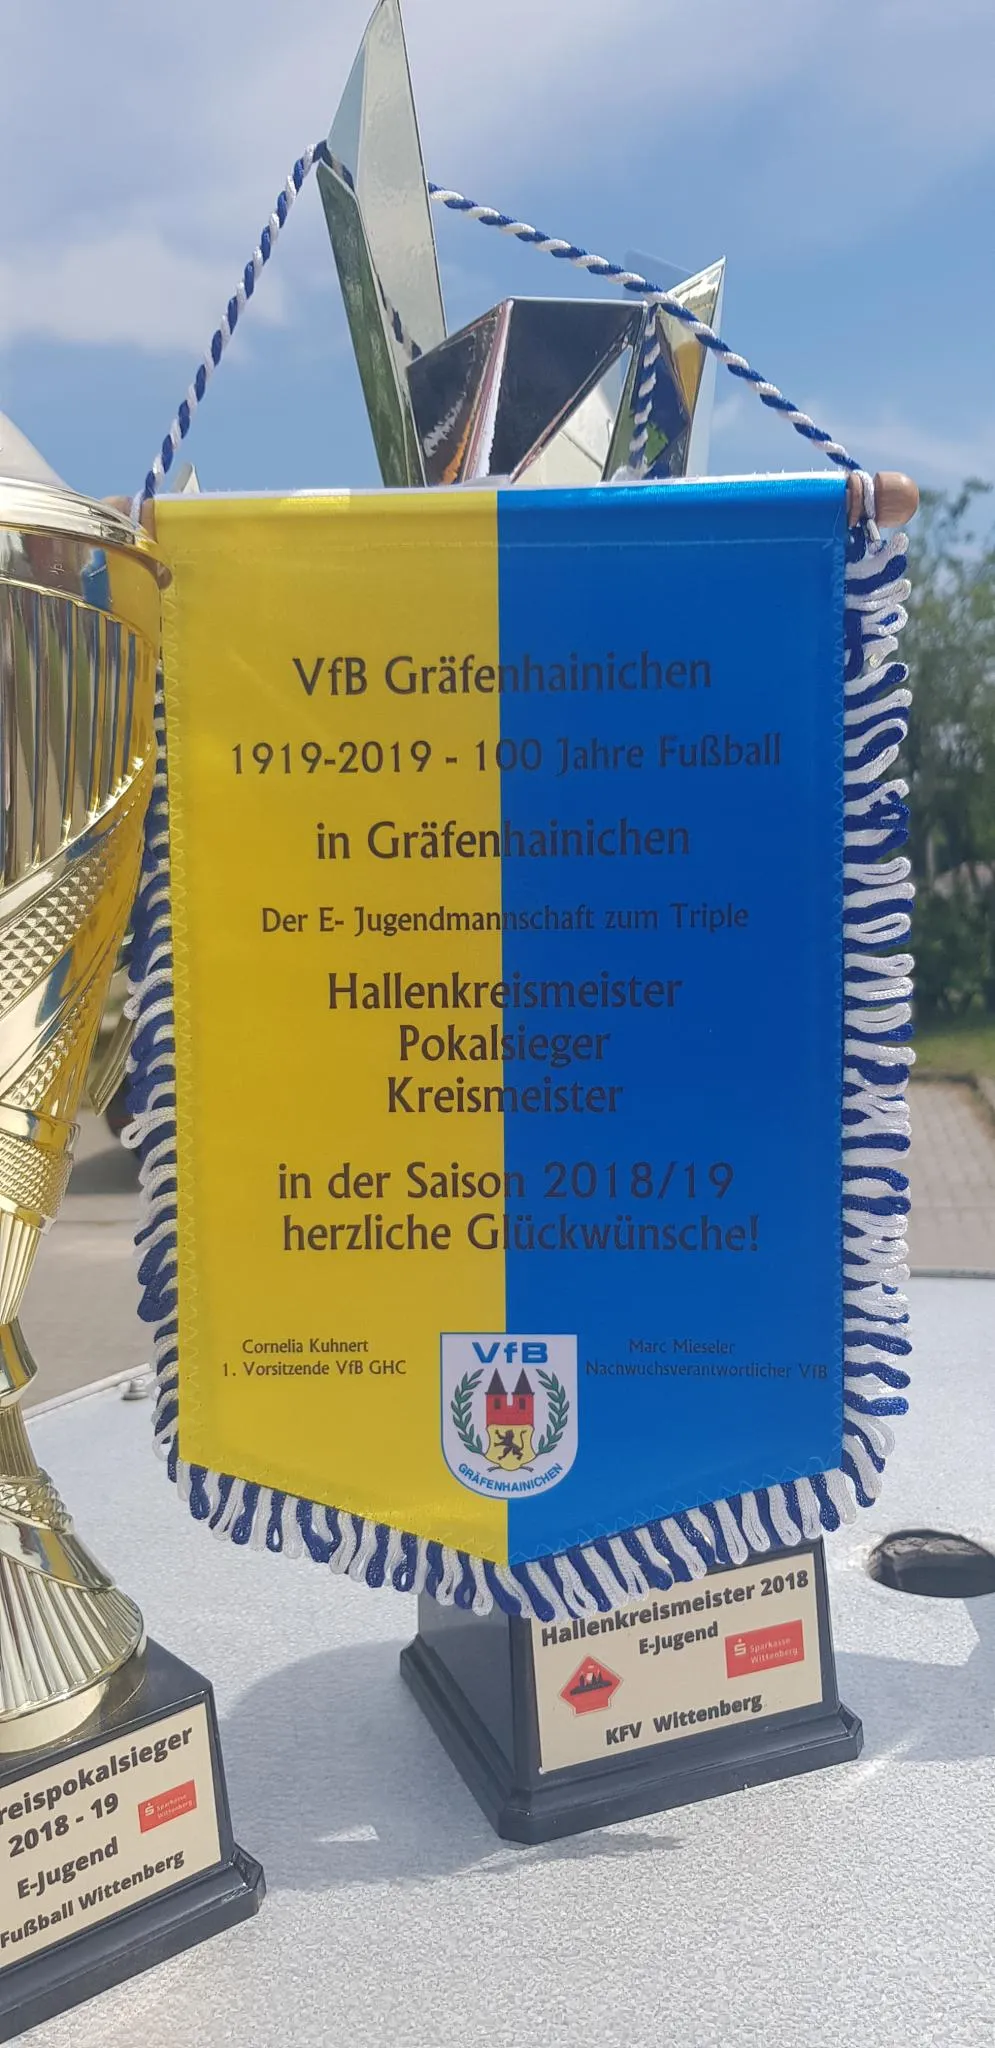 VfB Gräfenhainichen
1919-2019 - 100 Jahre Fußball
in Gräfenhainichen
Der E- Jugendmannschaft zum Triple
Hallenkreismeister
Pokalsieger
Kreismeister
in der Saison 2018/19
herzliche Glückwünsche!
Cornelia Kuhnert
1. Vorsitzende VfB GHC
Marc Mieseler
Nachwuchsverantwortlicher VfB
VfB
GRÄFENHAINICHEN
Hallenkreismeister 2018
E-Jugend
Sparkasse
Wittenberg
KFV Wittenberg
reispokalsieger
2018 - 19
Sparkasse
Wittenberg
E-Jugend
Fußball Wittenberg